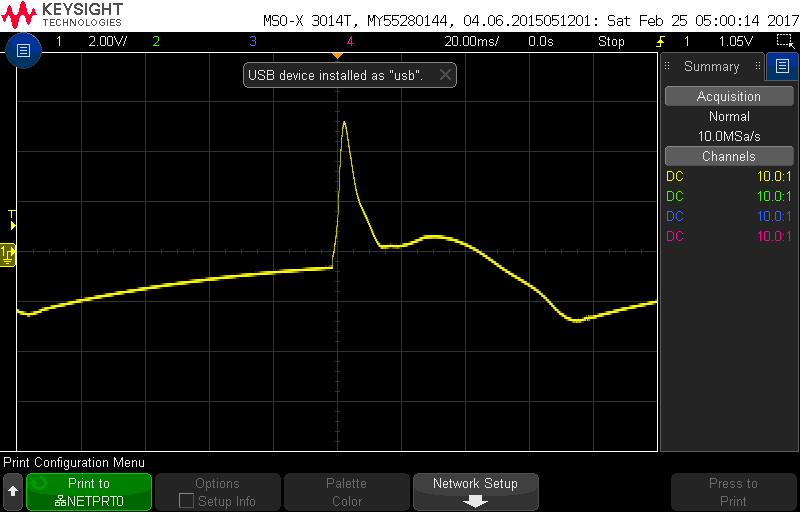 KEYSIGHT
TECHNOLOGIES
MSO-X 3014T, MY55280144, 04.06.2015051201: Sat Feb 25 05:00:14 2017
1 2.00V/ 2 3 4 20.00ms/ 0.0s Stop 1 1.05V
USB device installed as "usb".
Summary
Acquisition
Normal
10.0MSa/s
Channels
DC 10.0:1
DC 10.0:1
DC 10.0:1
DC 10.0:1
T
1
Print Configuration Menu
Print to
NETPRT0
Options
Setup Info
Palette
Color
Network Setup
Press to
Print